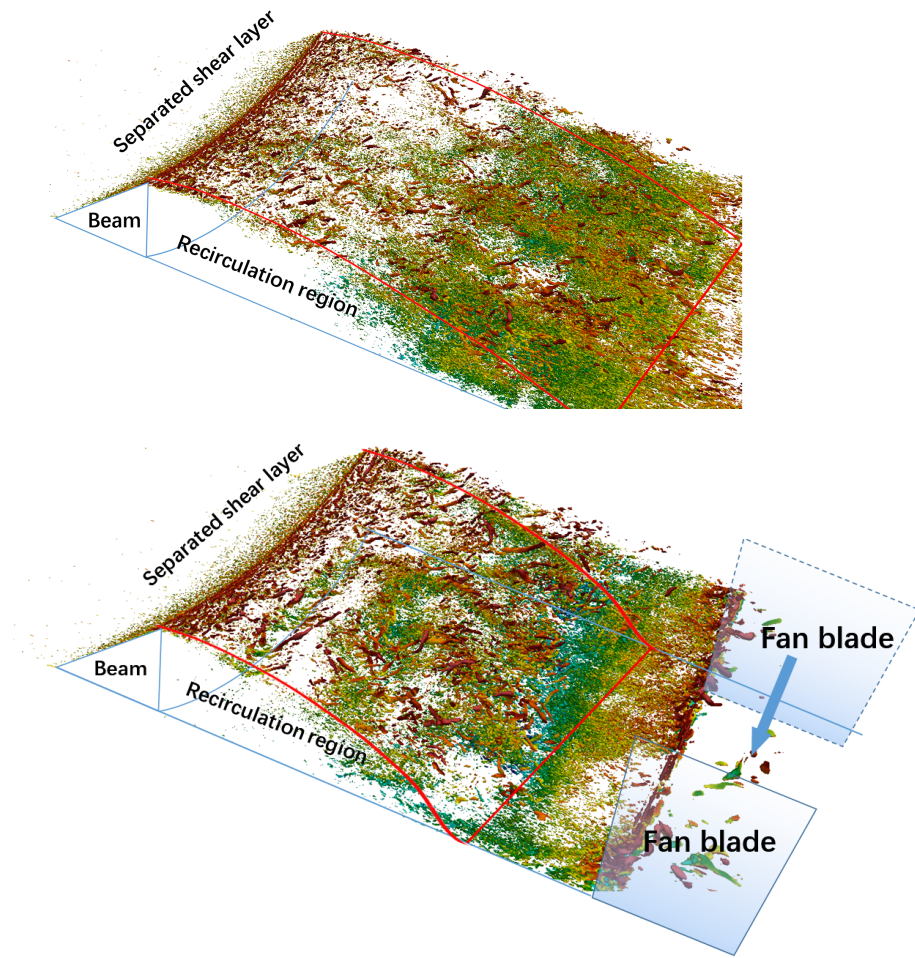 Separated shear layer
Beam
Recirculation region
Separated shear layer
Fan blade
Beam
Recirculation region
Fan blade